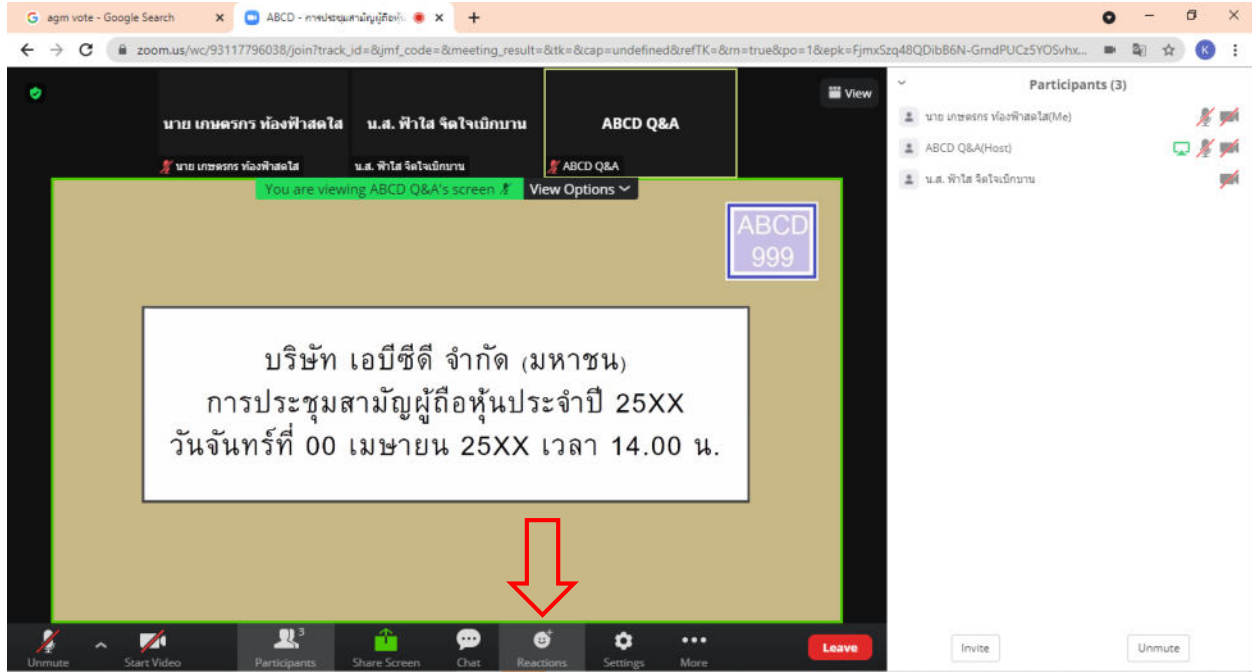 agm vote - Google Search
ABCD - การประชุมสามัญผู้ถือหุ้น
zoom.us/wc/93117796038/join?track_id=&jmf_code=&meeting_result=&tk=&cap=undefined&refTK=&rn=true&po=1&epk=FjmxSzq48QDibB6N-GmdPUCz5YOSvhx...
K
View
Participants (3)
นาย เกษตรกร ท้องฟ้าสดใส
น.ส. ฟ้าใส จิตใจเบิกบาน
ABCD Q&A
นาย เกษตรกร ท้องฟ้าสดใส
น.ส. ฟ้าใส จิตใจเบิกบาน
ABCD Q&A
You are viewing ABCD Q&A's screen
View Options
นาย เกษตรกร ท้องฟ้าสดใส(Me)
ABCD Q&A(Host)
น.ส. ฟ้าใส จิตใจเบิกบาน
ABCD
999
บริษัท เอบีซีดี จำกัด (มหาชน)
การประชุมสามัญผู้ถือหุ้นประจำปี 25XX
วันจันทร์ที่ 00 เมษายน 25XX เวลา 14.00 น.
Unmute
Start Video
3
Participants
Share Screen
Chat
Reactions
Settings
More
Leave
Invite
Unmute